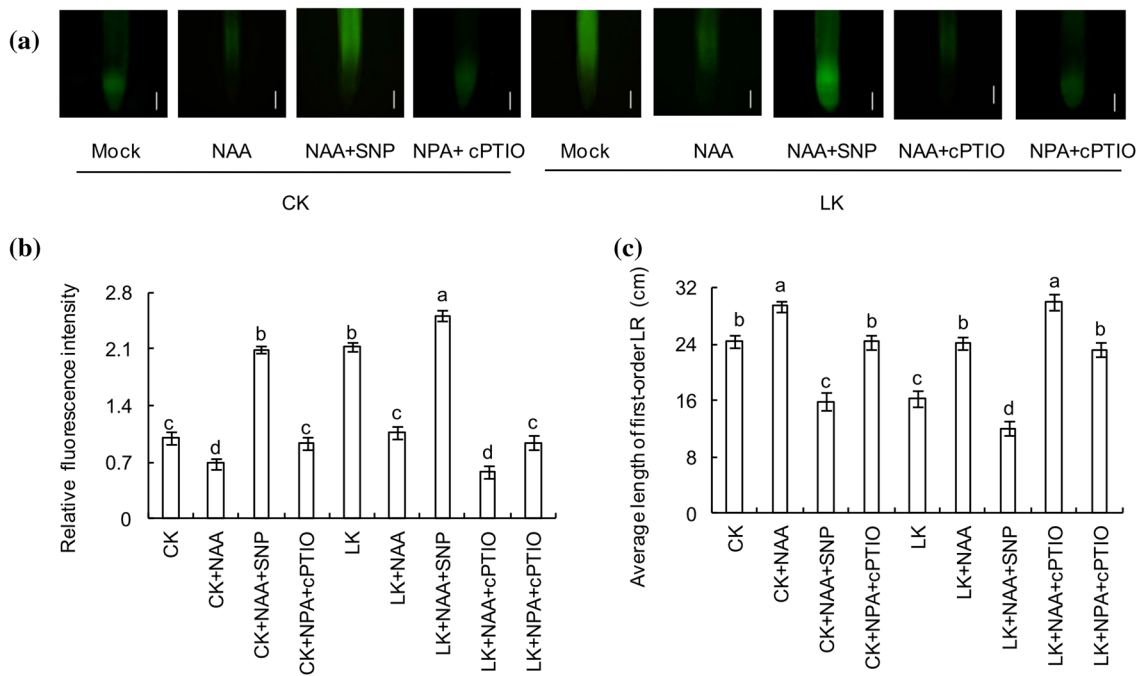 (a)
Mock NAA NAA+SNP NPA+ cPTIO Mock NAA NAA+SNP NAA+cPTIO NPA+cPTIO
CK LK
(b)
Relative fluorescence intensity
2.8
2.1
1.4
0.7
0
c d b c b c a d c
CK
CK+NAA
CK+NAA+SNP
CK+NPA+cPTIO
LK
LK+NAA
LK+NAA+SNP
LK+NAA+cPTIO
LK+NPA+cPTIO
(c)
Average length of first-order LR (cm)
32
24
16
8
0
b a c b c b d a b
CK
CK+NAA
CK+NAA+SNP
CK+NPA+cPTIO
LK
LK+NAA
LK+NAA+SNP
LK+NAA+cPTIO
LK+NPA+cPTIO